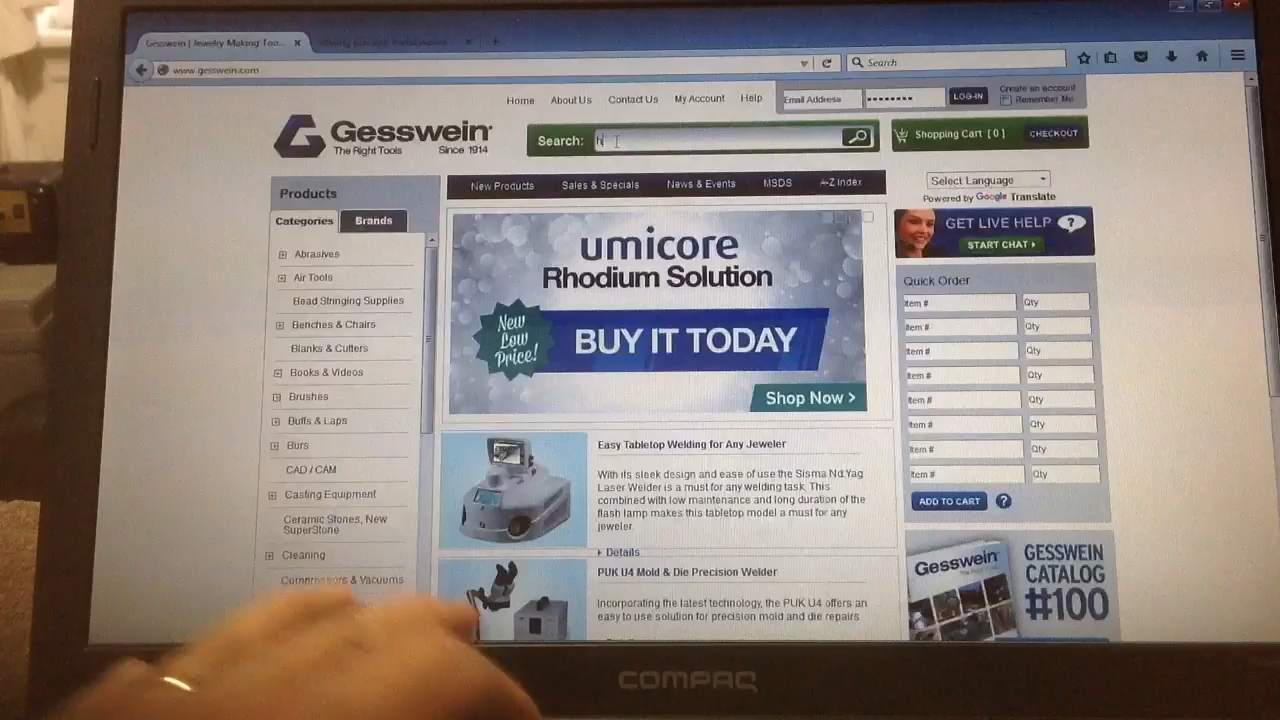 Gesswein | Jewelry Making Too...
www.gesswein.com
Search
Home About Us Contact Us My Account Help
Email Address
LOG-IN
Create an account
Remember Me
Gesswein
The Right Tools Since 1914
Search: h
Shopping Cart [ 0 ] CHECKOUT
Products
Categories Brands
Abrasives
Air Tools
Bead Stringing Supplies
Benches & Chairs
Blanks & Cutters
Books & Videos
Brushes
Buffs & Laps
Burs
CAD / CAM
Casting Equipment
Ceramic Stones, New
SuperStone
Cleaning
Compressors & Vacuums
New Products Sales & Specials News & Events MSDS A-Z Index
umicore
Rhodium Solution
New
Low
Price!
BUY IT TODAY
Shop Now >
Easy Tabletop Welding for Any Jeweler
With its sleek design and ease of use the Sisma Nd:Yag
Laser Welder is a must for any welding task. This
combined with low maintenance and long duration of the
flash lamp makes this tabletop model a must for any
jeweler.
Details
PUK U4 Mold & Die Precision Welder
Incorporating the latest technology, the PUK U4 offers an
easy to use solution for precision mold and die repairs
Select Language
Powered by Google Translate
GET LIVE HELP ?
START CHAT
Quick Order
Item # Qty
Item # Qty
Item # Qty
Item # Qty
Item # Qty
Item # Qty
Item # Qty
Item # Qty
ADD TO CART ?
Gesswein
GESSWEIN
CATALOG
#100
COMPAQ